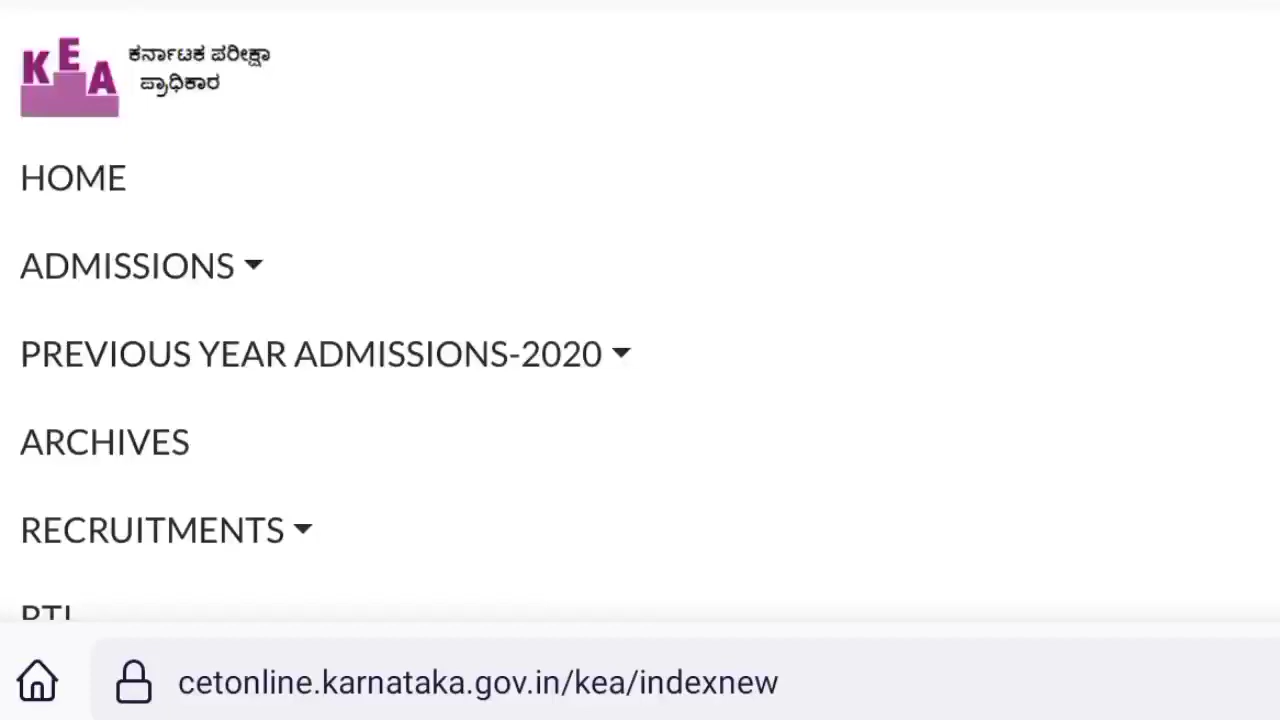 KEA
ಕರ್ನಾಟಕ ಪರೀಕ್ಷಾ
ಪ್ರಾಧಿಕಾರ
HOME
ADMISSIONS
PREVIOUS YEAR ADMISSIONS-2020
ARCHIVES
RECRUITMENTS
cetonline.karnataka.gov.in/kea/indexnew